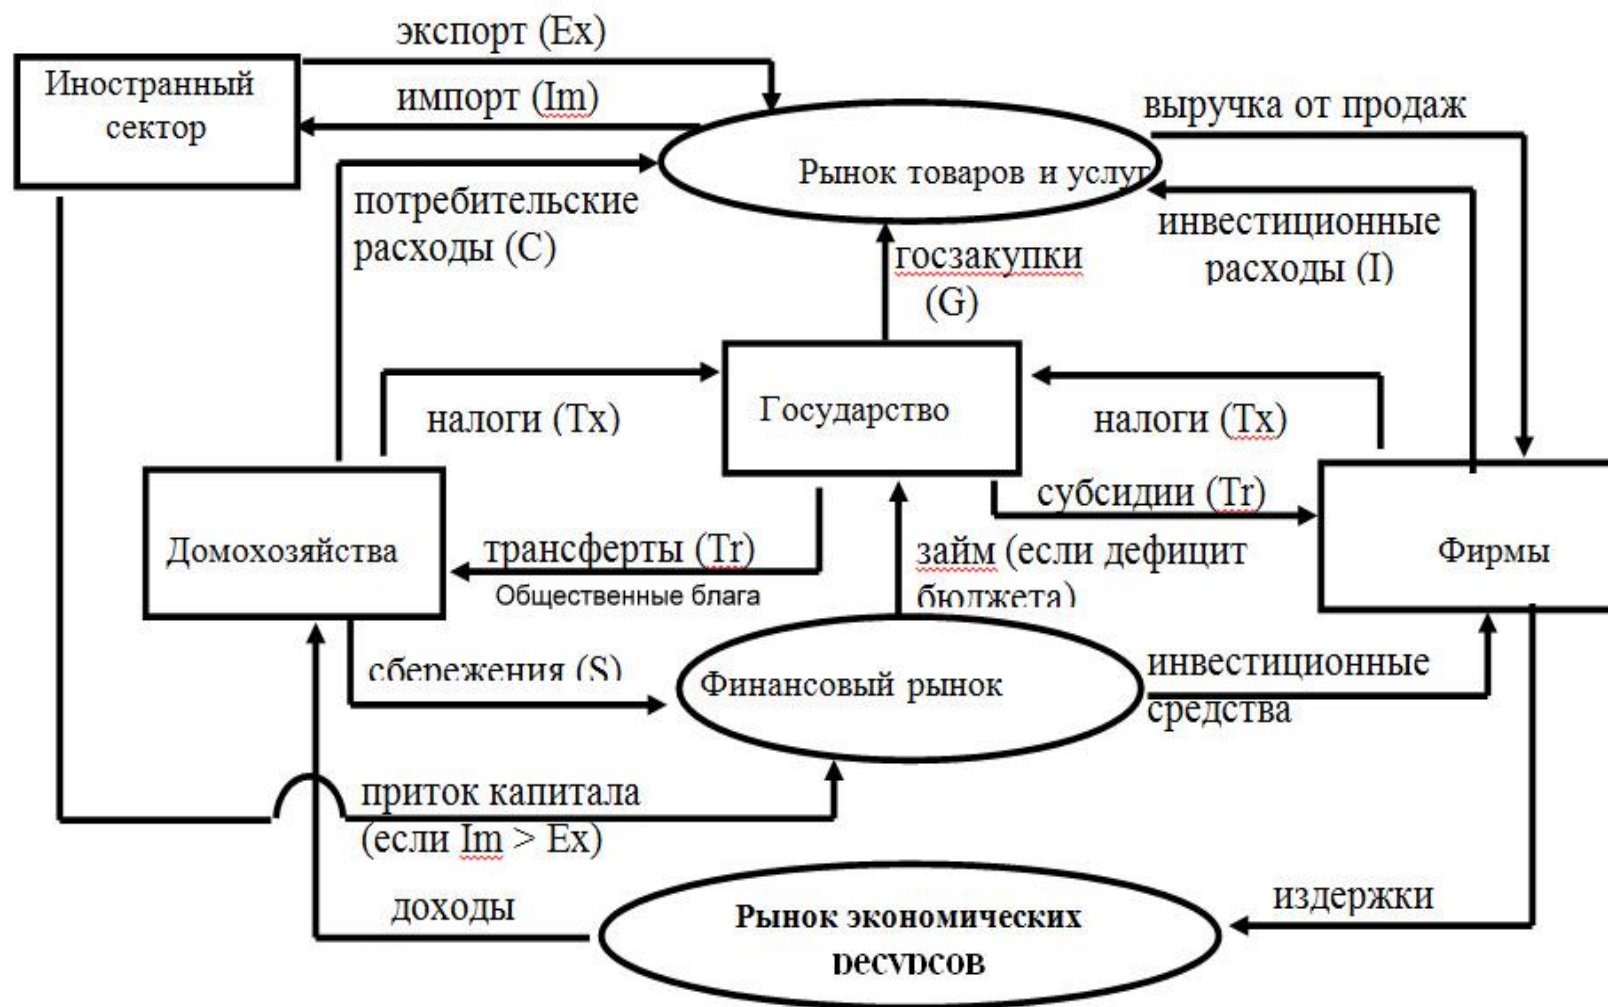 экспорт (Ex)
Иностранный
сектор
импорт (Im)
выручка от продаж
Рынок товаров и услуг
потребительские
расходы (C)
инвестиционные
расходы (I)
госзакупки
(G)
налоги (Tx)
Государство
налоги (Tx)
субсидии (Tr)
Домохозяйства
трансферты (Tr)
Общественные блага
займ (если дефицит
бюджета)
Фирмы
сбережения (S)
Финансовый рынок
инвестиционные
средства
приток капитала
(если Im > Ex)
доходы
Рынок экономических
ресурсов
издержки